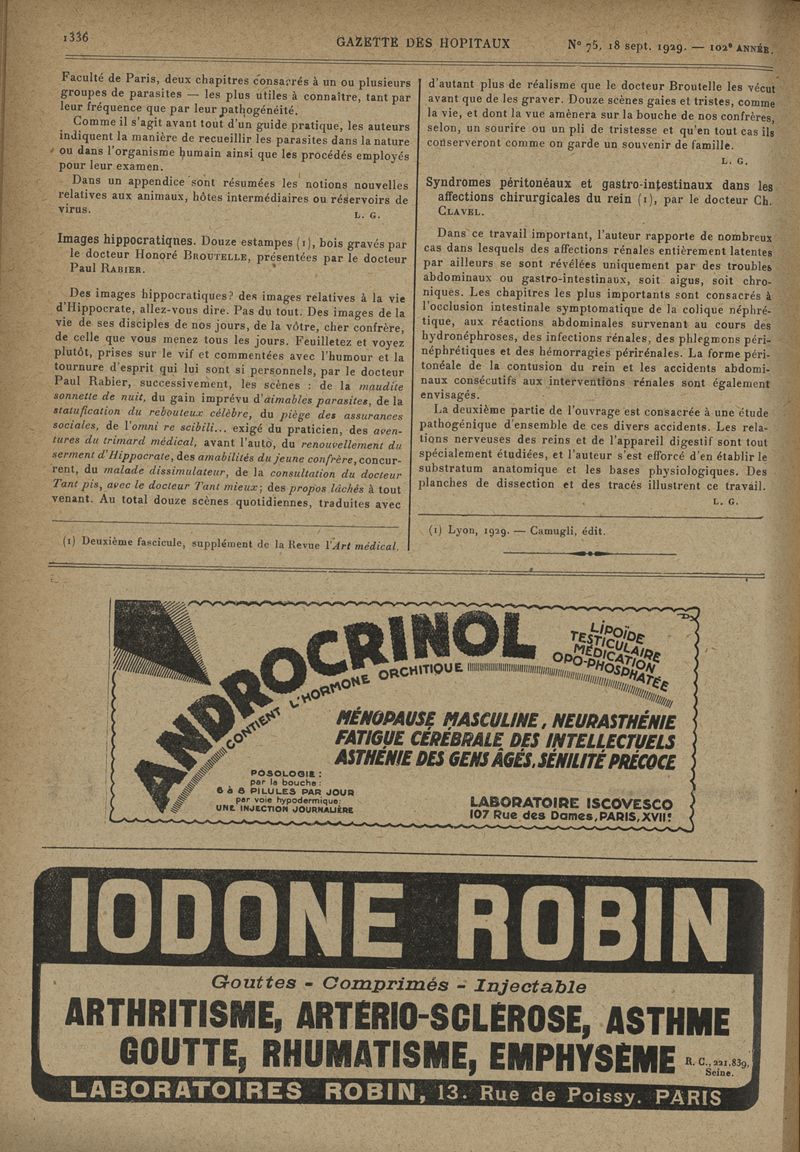 1336
GAZETTE DES HOPITAUX
N° 75, 18 sept. 1929. — 102e ANNÉE.
Faculté de Paris, deux chapitres consacrés à un ou plusieurs
groupes de parasites — les plus utiles à connaître, tant par
leur fréquence que par leur pathogénéité.
Comme il s'agit avant tout d'un guide pratique, les auteurs
indiquent la manière de recueillir les parasites dans la nature
ou dans l'organisme humain ainsi que les procédés employés
pour leur examen.
Dans un appendice sont résumées les notions nouvelles
relatives aux animaux, hôtes intermédiaires ou réservoirs de
virus.
L. G.
Images hippocratiques. Douze estampes (1), bois gravés par
le docteur Honoré BROUTELLE, présentées par le docteur
Paul RABIER.
Des images hippocratiques? des images relatives à la vie
d'Hippocrate, allez-vous dire. Pas du tout. Des images de la
vie de ses disciples de nos jours, de la vôtre, cher confrère,
de celle que vous menez tous les jours. Feuilletez et voyez
plutôt, prises sur le vif et commentées avec l'humour et la
tournure d'esprit qui lui sont si personnels, par le docteur
Paul Rabier, successivement, les scènes : de la maudite
sonnette de nuit, du gain imprévu d'aimables parasites, de la
statufication du rebouteux célèbre, du piège des assurances
sociales, de l'omni re scibili... exigé du praticien, des aven-
tures du trimard médical, avant l'auto, du renouvellement du
serment d'Hippocrate, des amabilités du jeune confrère, concur-
rent, du malade dissimulateur, de la consultation du docteur
Tant pis, avec le docteur Tant mieux; des propos lâchés à tout
venant. Au total douze scènes quotidiennes, traduites avec
(1) Deuxième fascicule, supplément de la Revue l'Art médical.
d'autant plus de réalisme que le docteur Broutelle les vécut
avant que de les graver. Douze scènes gaies et tristes, comme
la vie, et dont la vue amènera sur la bouche de nos confrères,
selon, un sourire ou un pli de tristesse et qu'en tout cas ils
conserveront comme on garde un souvenir de famille.
L. G.
Syndromes péritonéaux et gastro-intestinaux dans les
affections chirurgicales du rein (1), par le docteur Ch.
CLAVEL.
Dans ce travail important, l'auteur rapporte de nombreux
cas dans lesquels des affections rénales entièrement latentes
par ailleurs se sont révélées uniquement par des troubles
abdominaux ou gastro-intestinaux, soit aigus, soit chro-
niques. Les chapitres les plus importants sont consacrés à
l'occlusion intestinale symptomatique de la colique néphré-
tique, aux réactions abdominales survenant au cours des
hydronéphroses, des infections rénales, des phlegmons péri-
néphrétiques et des hémorragies périrénales. La forme péri-
tonéale de la contusion du rein et les accidents abdomi-
naux consécutifs aux interventions rénales sont également
envisagés.
La deuxième partie de l'ouvrage est consacrée à une étude
pathogénique d'ensemble de ces divers accidents. Les rela-
tions nerveuses des reins et de l'appareil digestif sont tout
spécialement étudiées, et l'auteur s'est efforcé d'en établir le
substratum anatomique et les bases physiologiques. Des
planches de dissection et des tracés illustrent ce travail.
L. G.
(1) Lyon, 1929. — Camugli, édit.
ANDROCRINOL
CONTIENT L'HORMONE ORCHITIQUE
LIPOÏDE
TESTICULAIRE
MÉDICATION
OPO-PHOSPHATÉE
MÉNOPAUSE MASCULINE, NEURASTHÉNIE
FATIGUE CÉRÉBRALE DES INTELLECTUELS
ASTHÉNIE DES GENS ÂGÉS, SÉNILITÉ PRÉCOCE
POSOLOGIE :
par la bouche :
6 à 8 PILULES PAR JOUR
par voie hypodermique:
UNE INJECTION JOURNALIÈRE
LABORATOIRE ISCOVESCO
107 Rue des Dames, PARIS, XVIIe
IODONE ROBIN
Gouttes - Comprimés - Injectable
ARTHRITISME, ARTÉRIO-SCLÉROSE, ASTHME
GOUTTE, RHUMATISME, EMPHYSÈME
R. C., 221.839,
Seine.
LABORATOIRES ROBIN, 13. Rue de Poissy. PARIS